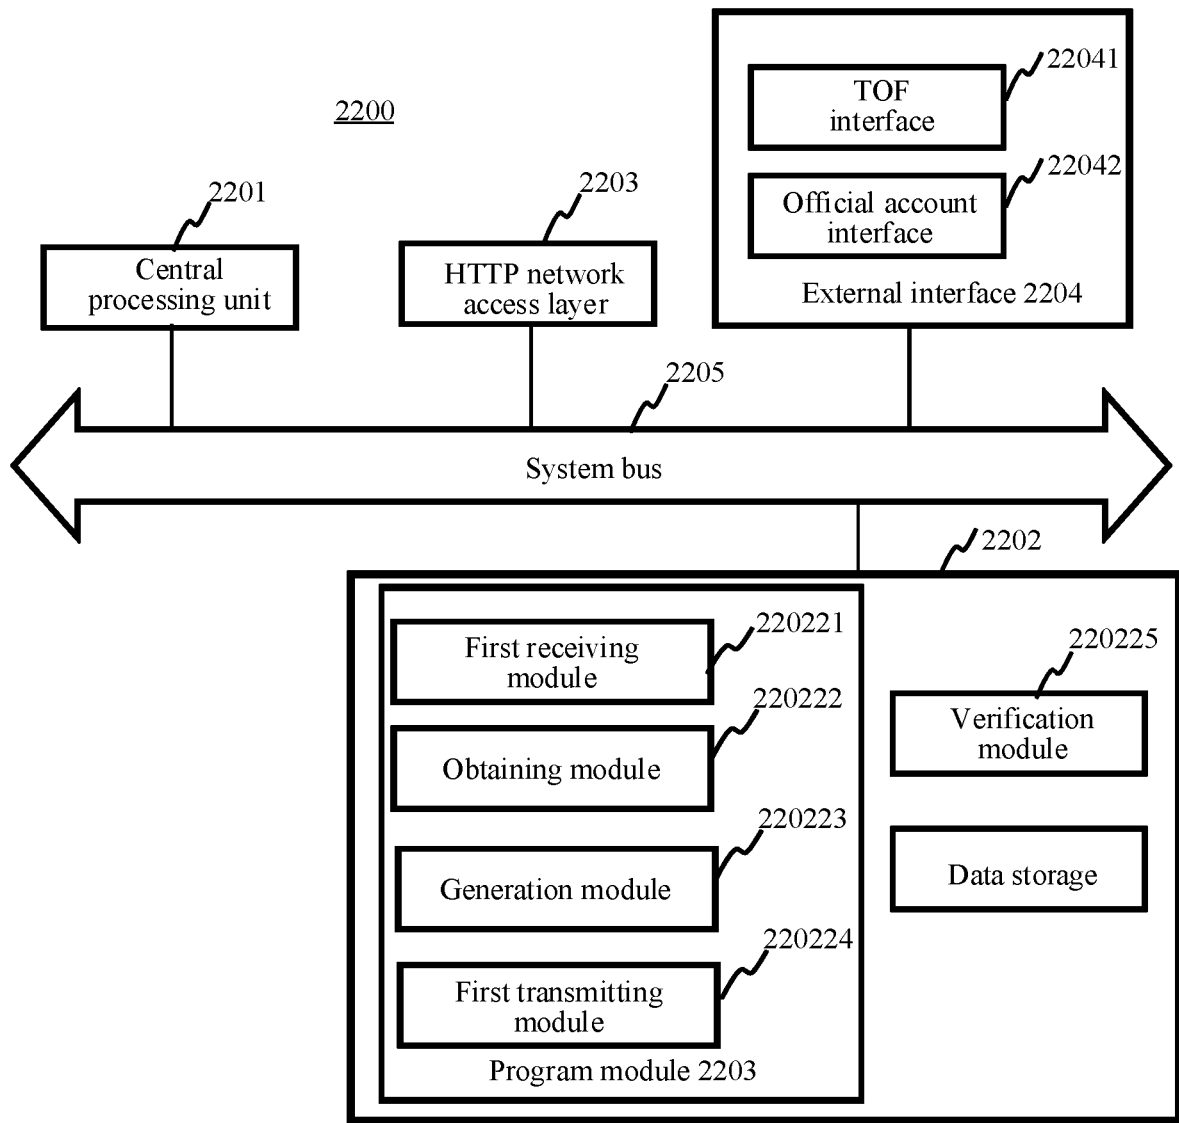 2200
2201
Central
processing unit
2203
HTTP network
access layer
22041
TOF
interface
22042
Official account
interface
External interface 2204
2205
System bus
2202
220221
First receiving
module
220222
Obtaining module
220223
Generation module
220224
First transmitting
module
Program module 2203
220225
Verification
module
Data storage